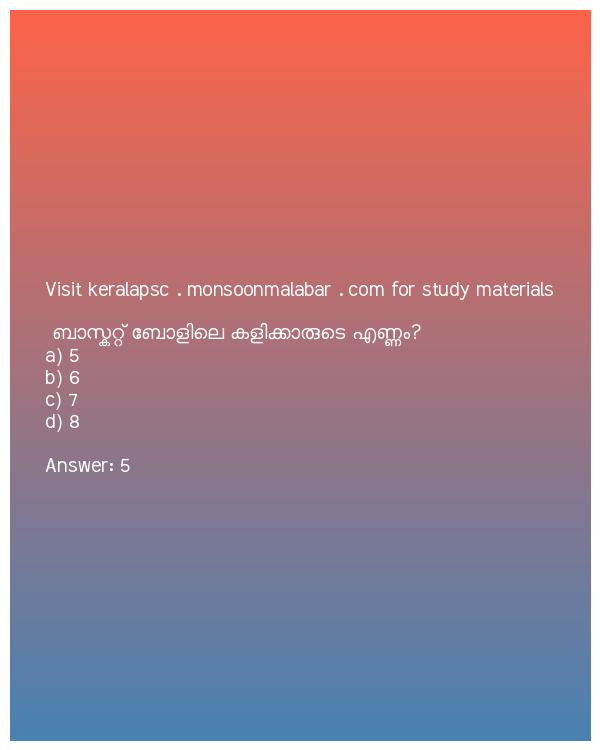 Visit keralapsc . monsoonmalabar . com for study materials
ബാസ്കറ്റ് ബോളിലെ കളിക്കാരുടെ എണ്ണം?
a) 5
b) 6
c) 7
d) 8
Answer: 5